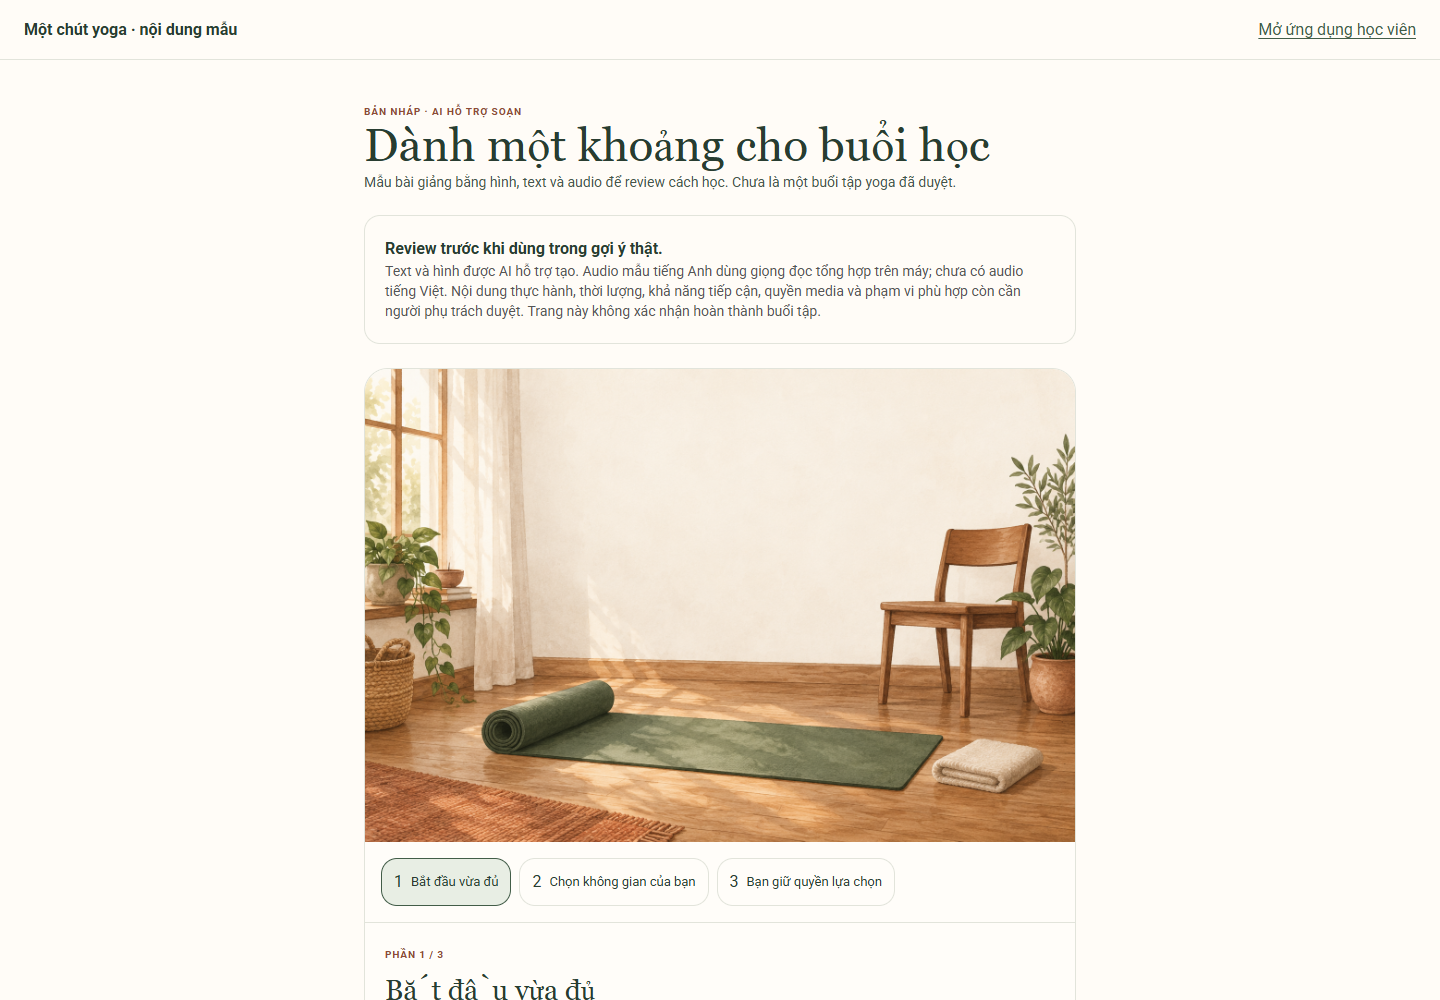 Một chút yoga · nội dung mẫu
Mở ứng dụng học viên
BẢN NHÁP · AI HỖ TRỢ SOẠN
Dành một khoảng cho buổi học
Mẫu bài giảng bằng hình, text và audio để review cách học. Chưa là một buổi tập yoga đã duyệt.
Review trước khi dùng trong gợi ý thật.
Text và hình được AI hỗ trợ tạo. Audio mẫu tiếng Anh dùng giọng đọc tổng hợp trên máy; chưa có audio
tiếng Việt. Nội dung thực hành, thời lượng, khả năng tiếp cận, quyền media và phạm vi phù hợp còn cần
người phụ trách duyệt. Trang này không xác nhận hoàn thành buổi tập.
1 Bắt đầu vừa đủ
2 Chọn không gian của bạn
3 Bạn giữ quyền lựa chọn
PHẦN 1 / 3
Bắt đầu vừa đủ